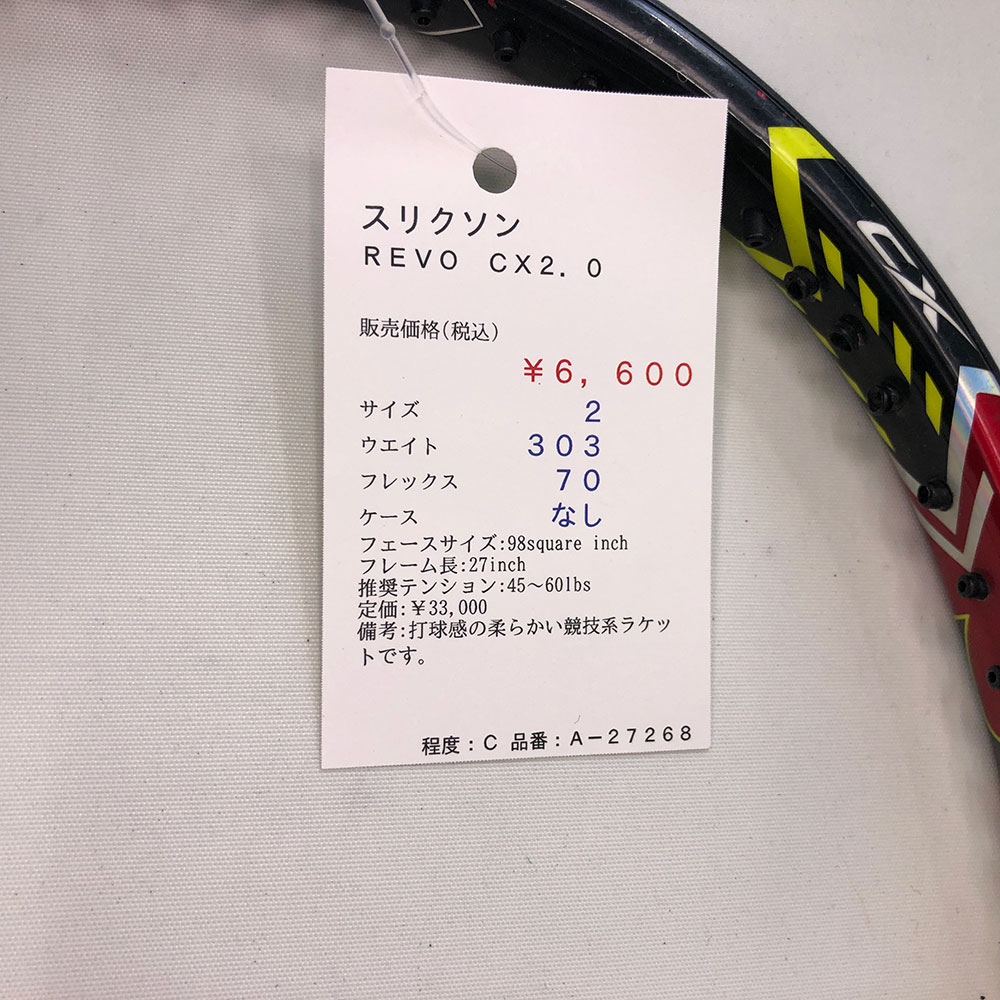 スリクソン
REVO CX2.0
販売価格(税込)
¥6,600
サイズ 2
ウエイト 303
フレックス 70
ケース なし
フェースサイズ:98square inch
フレーム長:27inch
推奨テンション:45～60lbs
定価:¥33,000
備考:打球感の柔らかい競技系ラケッ
トです。
程度:C 品番:A-27268
CX